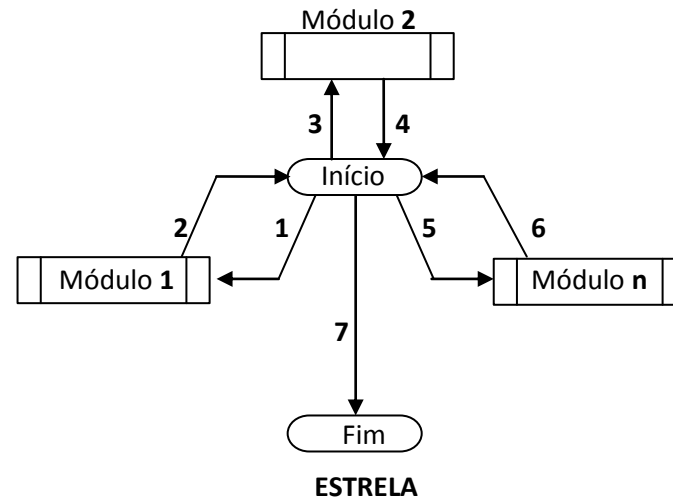 Módulo 2
3 4
Início
2 1 5 6
Módulo 1 Módulo n
7
Fim
ESTRELA